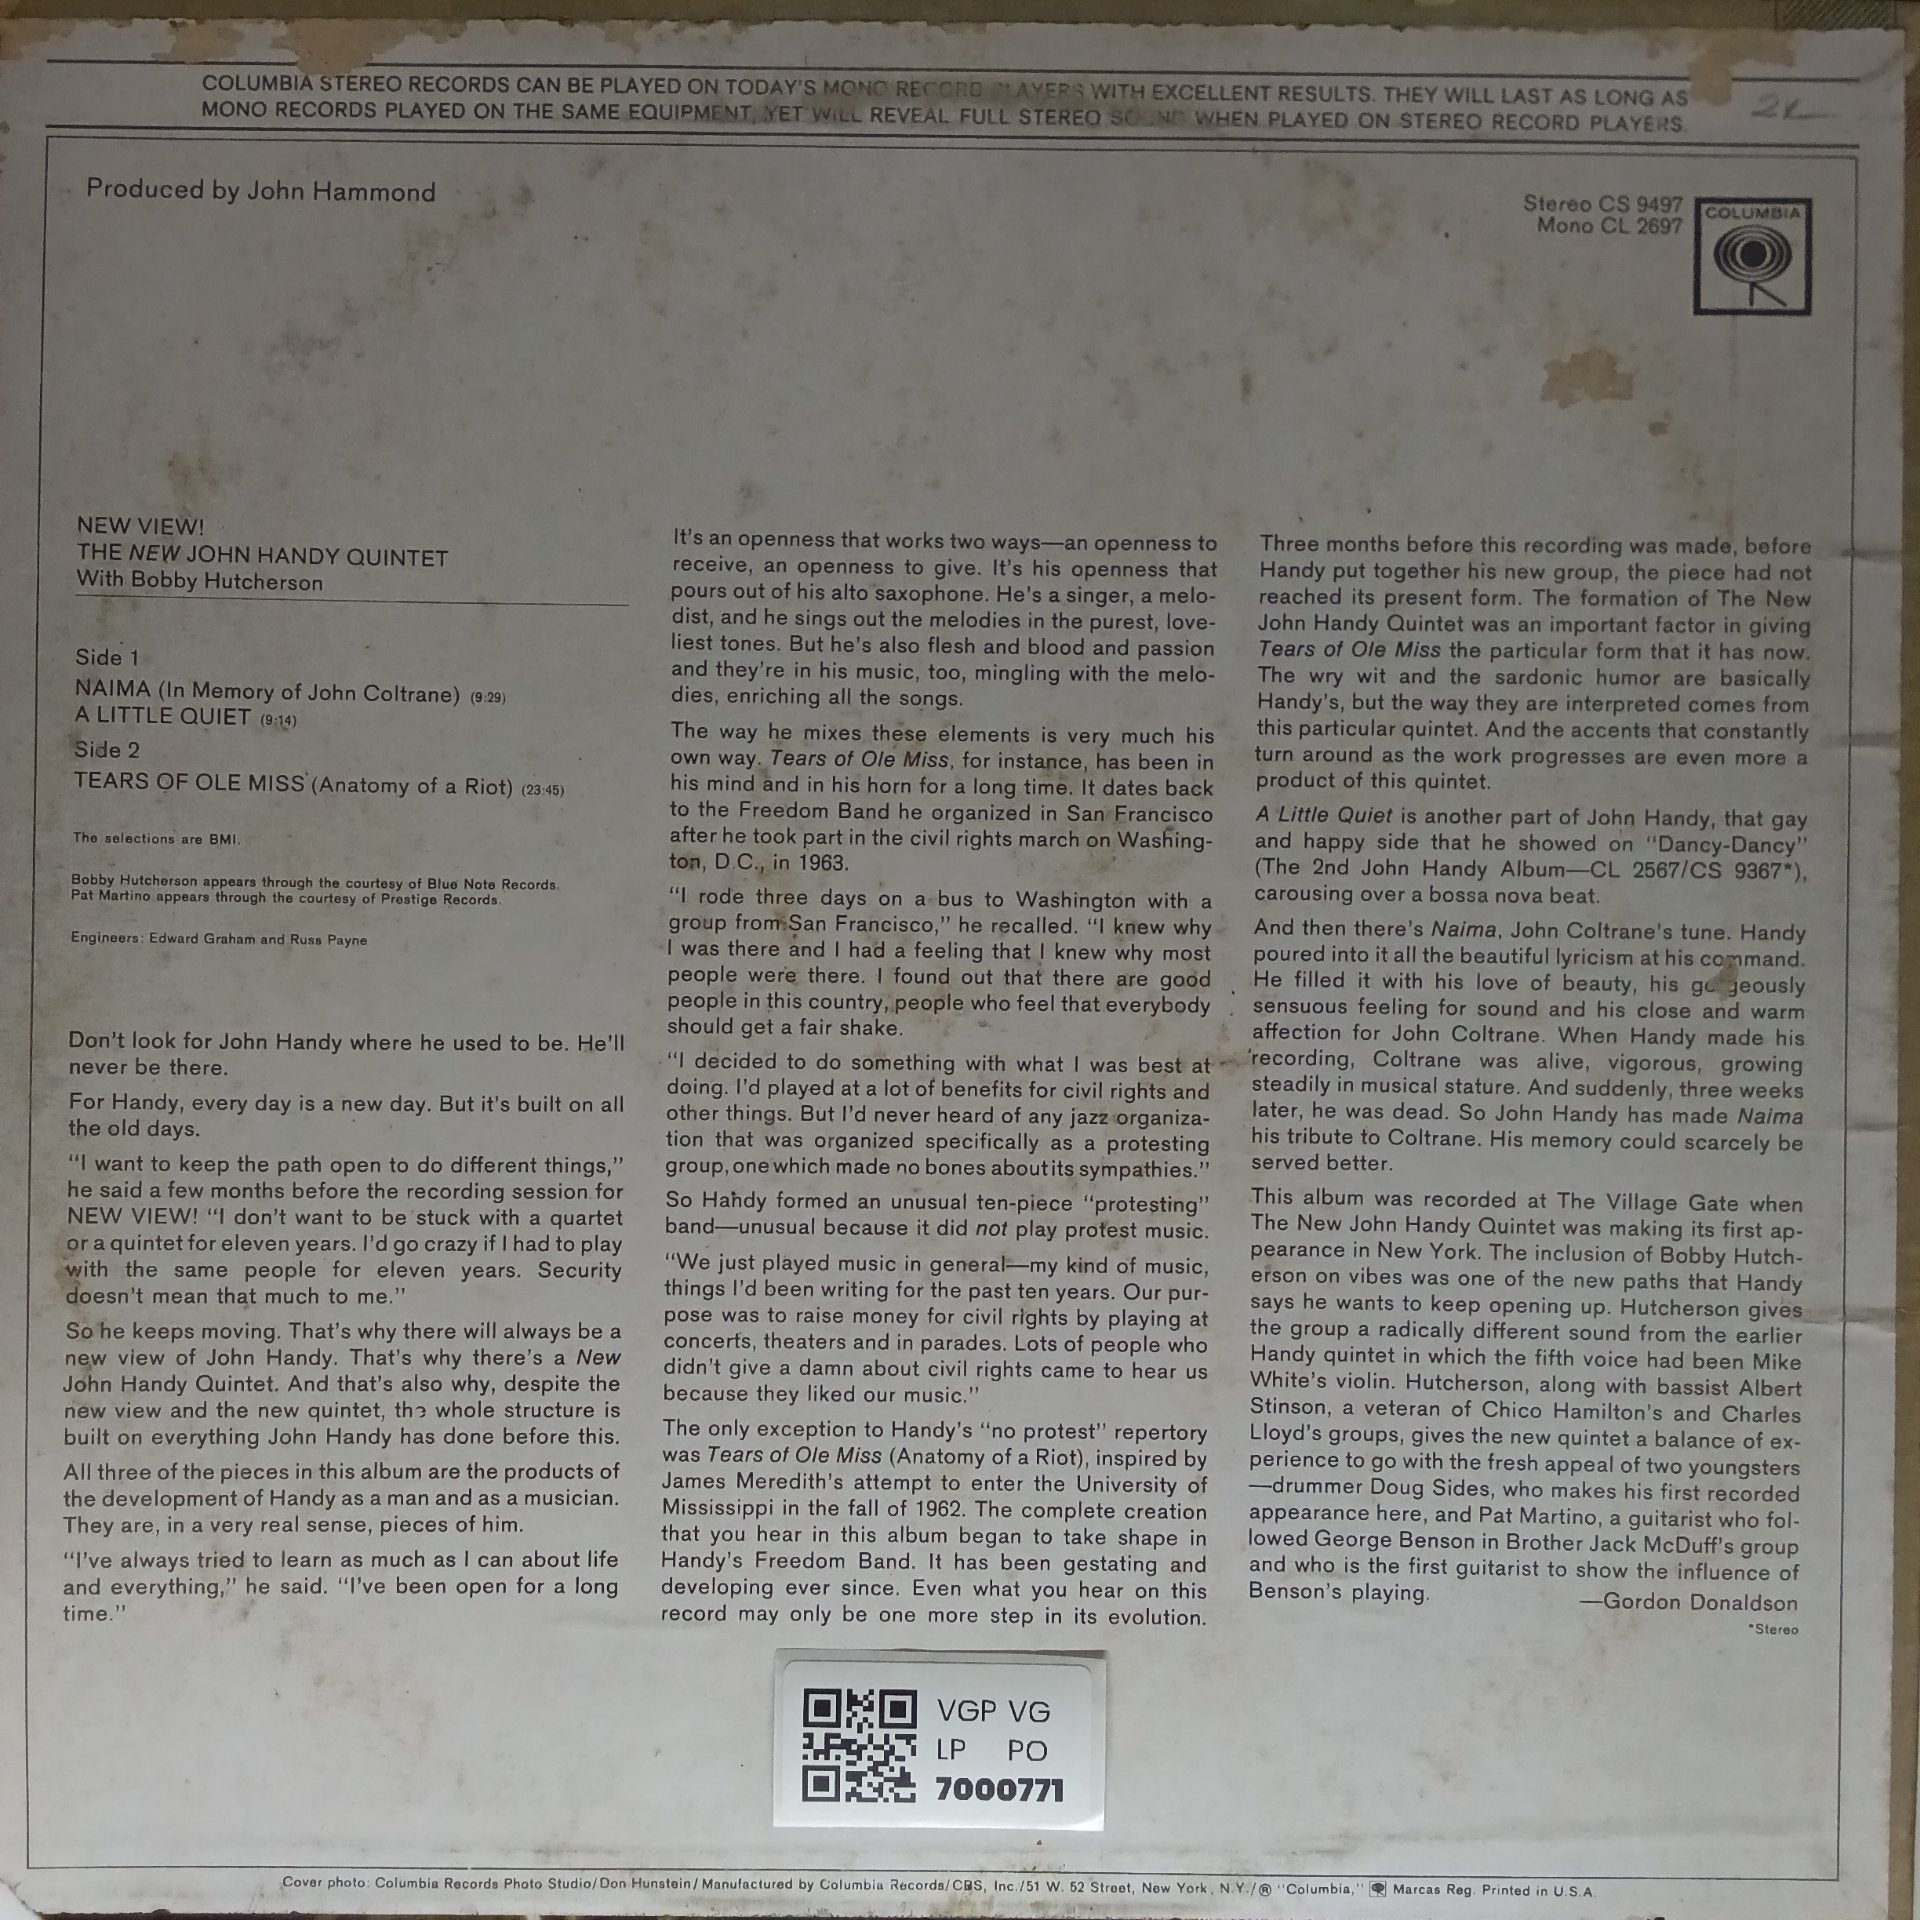 COLUMBIA STEREO RECORDS CAN BE PLAYED ON TODAY'S MONO RECORD PLAYERS WITH EXCELLENT RESULTS. THEY WILL LAST AS LONG AS
MONO RECORDS PLAYED ON THE SAME EQUIPMENT, YET WILL REVEAL FULL STEREO SOUND WHEN PLAYED ON STEREO RECORD PLAYERS.
Produced by John Hammond
Stereo CS 9497
Mono CL 2697
COLUMBIA
NEW VIEW!
THE NEW JOHN HANDY QUINTET
With Bobby Hutcherson
Side 1
NAIMA (In Memory of John Coltrane) (9:29)
A LITTLE QUIET (9:14)
Side 2
TEARS OF OLE MISS (Anatomy of a Riot) (23:45)
The selections are BMI.
Bobby Hutcherson appears through the courtesy of Blue Note Records.
Pat Martino appears through the courtesy of Prestige Records.
Engineers: Edward Graham and Russ Payne
Don't look for John Handy where he used to be. He'll
never be there.
For Handy, every day is a new day. But it's built on all
the old days.
"I want to keep the path open to do different things,"
he said a few months before the recording session for
NEW VIEW! "I don't want to be stuck with a quartet
or a quintet for eleven years. I'd go crazy if I had to play
with the same people for eleven years. Security
doesn't mean that much to me."
So he keeps moving. That's why there will always be a
new view of John Handy. That's why there's a New
John Handy Quintet. And that's also why, despite the
new view and the new quintet, the whole structure is
built on everything John Handy has done before this.
All three of the pieces in this album are the products of
the development of Handy as a man and as a musician.
They are, in a very real sense, pieces of him.
"I've always tried to learn as much as I can about life
and everything," he said. "I've been open for a long
time."
It's an openness that works two ways—an openness to
receive, an openness to give. It's his openness that
pours out of his alto saxophone. He's a singer, a melo-
dist, and he sings out the melodies in the purest, love-
liest tones. But he's also flesh and blood and passion
and they're in his music, too, mingling with the melo-
dies, enriching all the songs.
The way he mixes these elements is very much his
own way. Tears of Ole Miss, for instance, has been in
his mind and in his horn for a long time. It dates back
to the Freedom Band he organized in San Francisco
after he took part in the civil rights march on Washing-
ton, D.C., in 1963.
"I rode three days on a bus to Washington with a
group from San Francisco," he recalled. "I knew why
I was there and I had a feeling that I knew why most
people were there. I found out that there are good
people in this country, people who feel that everybody
should get a fair shake.
"I decided to do something with what I was best at
doing. I'd played at a lot of benefits for civil rights and
other things. But I'd never heard of any jazz organiza-
tion that was organized specifically as a protesting
group, one which made no bones about its sympathies."
So Handy formed an unusual ten-piece "protesting"
band—unusual because it did not play protest music.
"We just played music in general—my kind of music,
things I'd been writing for the past ten years. Our pur-
pose was to raise money for civil rights by playing at
concerts, theaters and in parades. Lots of people who
didn't give a damn about civil rights came to hear us
because they liked our music."
The only exception to Handy's "no protest" repertory
was Tears of Ole Miss (Anatomy of a Riot), inspired by
James Meredith's attempt to enter the University of
Mississippi in the fall of 1962. The complete creation
that you hear in this album began to take shape in
Handy's Freedom Band. It has been gestating and
developing ever since. Even what you hear on this
record may only be one more step in its evolution.
Three months before this recording was made, before
Handy put together his new group, the piece had not
reached its present form. The formation of The New
John Handy Quintet was an important factor in giving
Tears of Ole Miss the particular form that it has now.
The wry wit and the sardonic humor are basically
Handy's, but the way they are interpreted comes from
this particular quintet. And the accents that constantly
turn around as the work progresses are even more a
product of this quintet.
A Little Quiet is another part of John Handy, that gay
and happy side that he showed on "Dancy-Dancy"
(The 2nd John Handy Album—CL 2567/CS 9367*),
carousing over a bossa nova beat.
And then there's Naima, John Coltrane's tune. Handy
poured into it all the beautiful lyricism at his command.
He filled it with his love of beauty, his gorgeously
sensuous feeling for sound and his close and warm
affection for John Coltrane. When Handy made his
recording, Coltrane was alive, vigorous, growing
steadily in musical stature. And suddenly, three weeks
later, he was dead. So John Handy has made Naima
his tribute to Coltrane. His memory could scarcely be
served better.
This album was recorded at The Village Gate when
The New John Handy Quintet was making its first ap-
pearance in New York. The inclusion of Bobby Hutch-
erson on vibes was one of the new paths that Handy
says he wants to keep opening up. Hutcherson gives
the group a radically different sound from the earlier
Handy quintet in which the fifth voice had been Mike
White's violin. Hutcherson, along with bassist Albert
Stinson, a veteran of Chico Hamilton's and Charles
Lloyd's groups, gives the new quintet a balance of ex-
perience to go with the fresh appeal of two youngsters
—drummer Doug Sides, who makes his first recorded
appearance here, and Pat Martino, a guitarist who fol-
lowed George Benson in Brother Jack McDuff's group
and who is the first guitarist to show the influence of
Benson's playing.
—Gordon Donaldson
*Stereo
VGP VG
LP PO
7000771
Cover photo: Columbia Records Photo Studio/Don Hunstein/Manufactured by Columbia Records/CBS, Inc./51 W. 52 Street, New York, N.Y./® "Columbia," Marcas Reg. Printed in U.S.A.